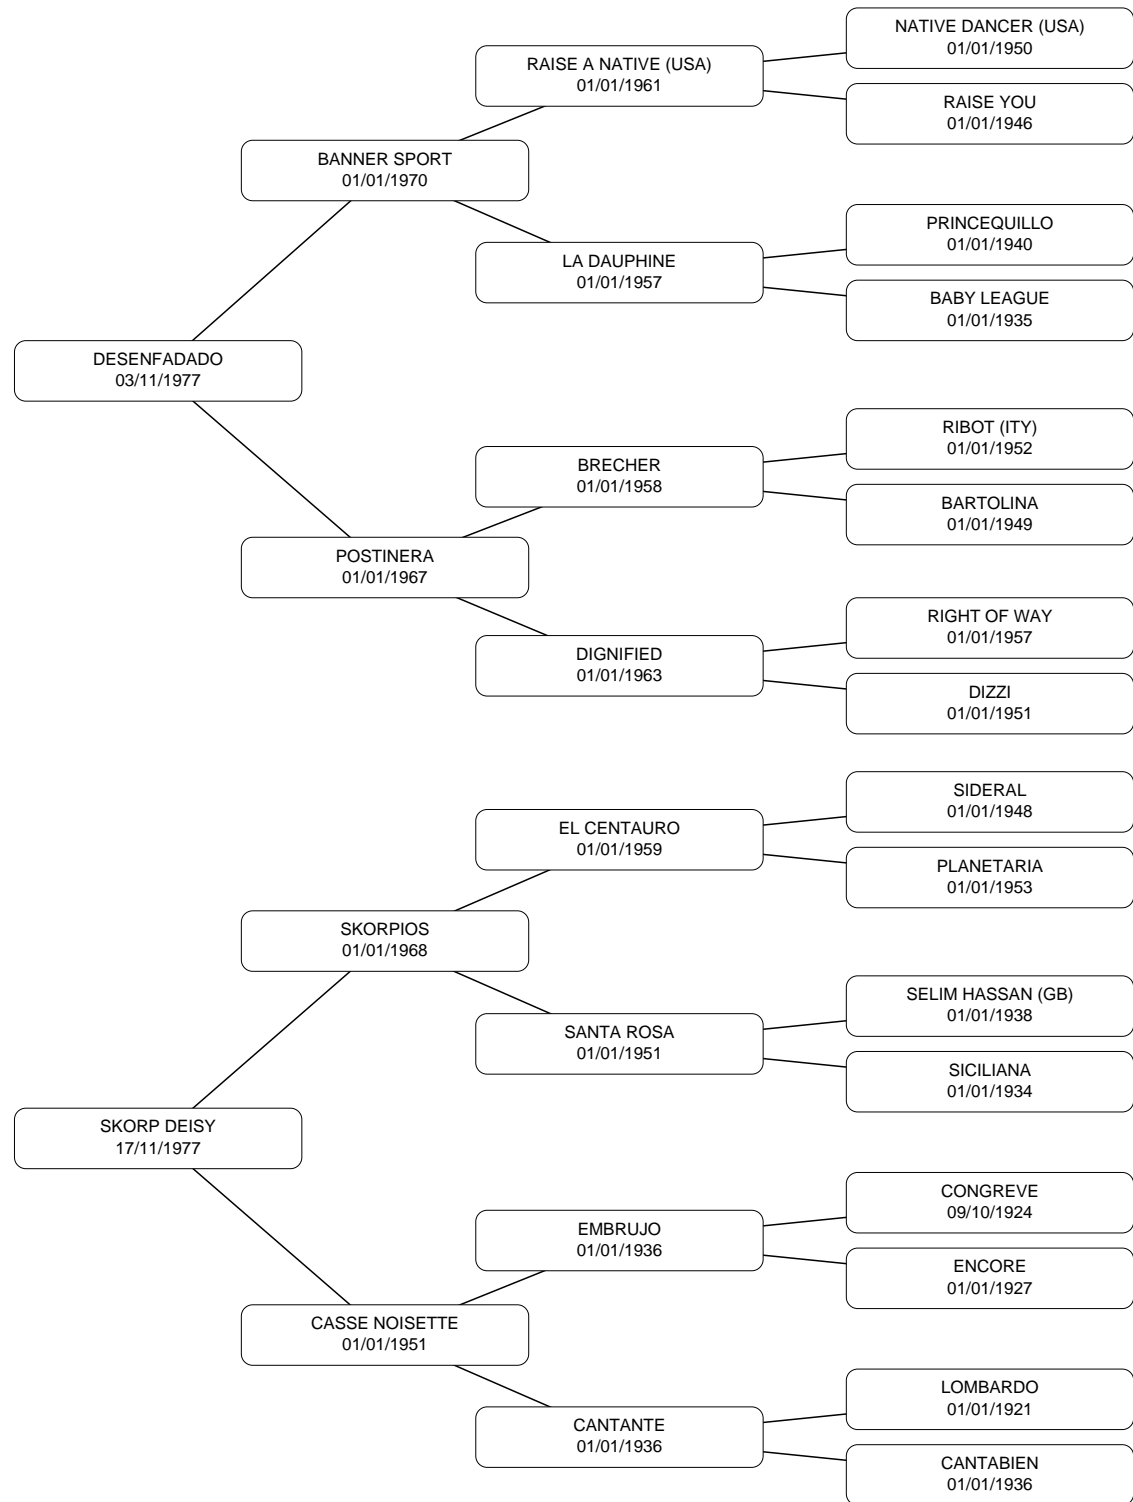 NATIVE DANCER (USA)
01/01/1950
RAISE A NATIVE (USA)
01/01/1961
RAISE YOU
01/01/1946
BANNER SPORT
01/01/1970
PRINCEQUILLO
01/01/1940
LA DAUPHINE
01/01/1957
BABY LEAGUE
01/01/1935
DESENFADADO
03/11/1977
RIBOT (ITY)
01/01/1952
BRECHER
01/01/1958
BARTOLINA
01/01/1949
POSTINERA
01/01/1967
RIGHT OF WAY
01/01/1957
DIGNIFIED
01/01/1963
DIZZI
01/01/1951
SIDERAL
01/01/1948
EL CENTAURO
01/01/1959
PLANETARIA
01/01/1953
SKORPIOS
01/01/1968
SELIM HASSAN (GB)
01/01/1938
SANTA ROSA
01/01/1951
SICILIANA
01/01/1934
SKORP DEISY
17/11/1977
CONGREVE
09/10/1924
EMBRUJO
01/01/1936
ENCORE
01/01/1927
CASSE NOISETTE
01/01/1951
LOMBARDO
01/01/1921
CANTANTE
01/01/1936
CANTABIEN
01/01/1936